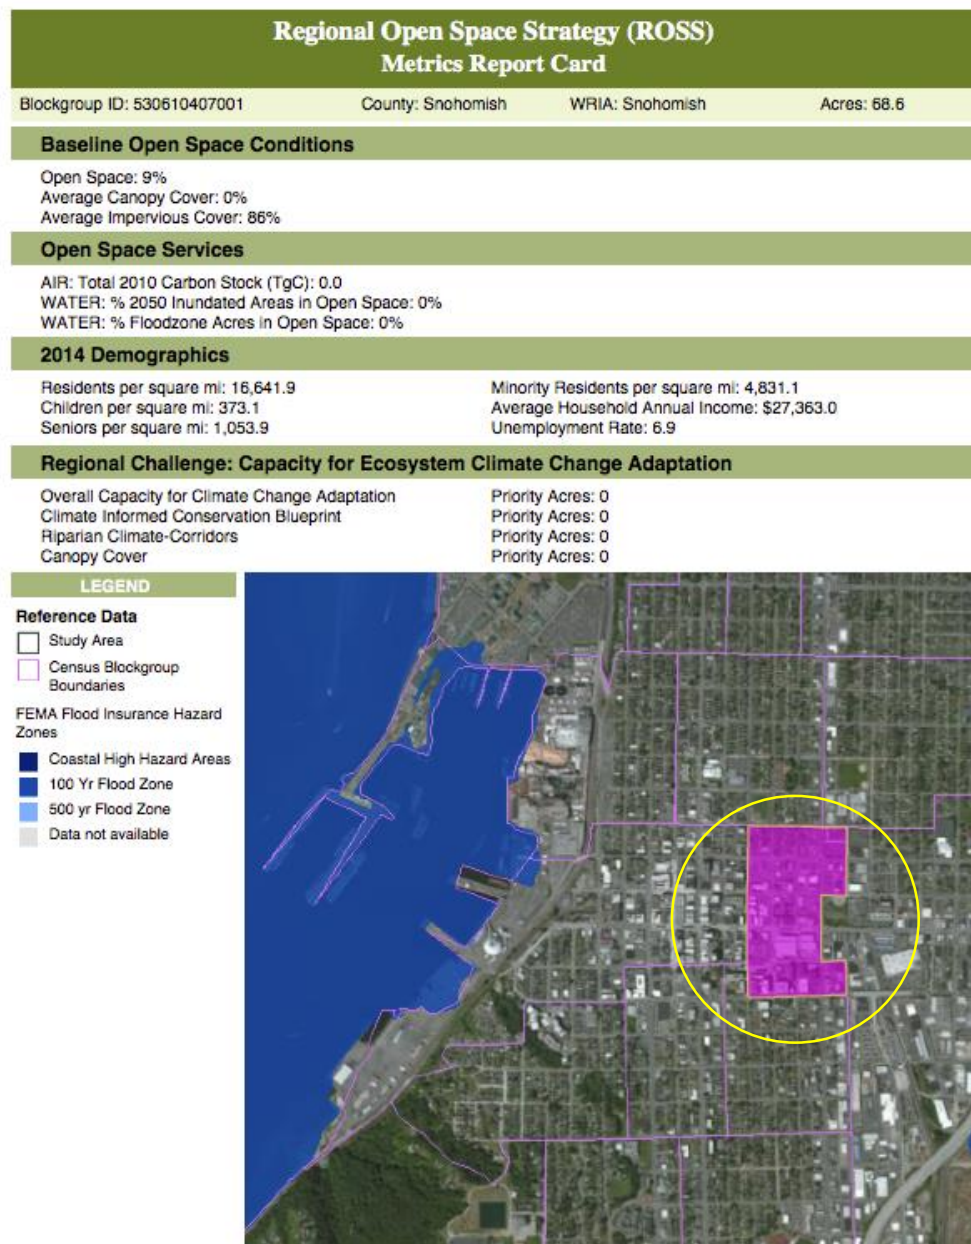 Regional Open Space Strategy (ROSS)
Metrics Report Card
Blockgroup ID: 530610407001 County: Snohomish WRIA: Snohomish Acres: 68.6
Baseline Open Space Conditions
Open Space: 9%
Average Canopy Cover: 0%
Average Impervious Cover: 86%
Open Space Services
AIR: Total 2010 Carbon Stock (TgC): 0.0
WATER: % 2050 Inundated Areas in Open Space: 0%
WATER: % Floodzone Acres in Open Space: 0%
2014 Demographics
Residents per square mi: 16,641.9 Minority Residents per square mi: 4,831.1
Children per square mi: 373.1 Average Household Annual Income: $27,363.0
Seniors per square mi: 1,053.9 Unemployment Rate: 6.9
Regional Challenge: Capacity for Ecosystem Climate Change Adaptation
Overall Capacity for Climate Change Adaptation Priority Acres: 0
Climate Informed Conservation Blueprint Priority Acres: 0
Riparian Climate-Corridors Priority Acres: 0
Canopy Cover Priority Acres: 0
LEGEND
Reference Data
Study Area
Census Blockgroup
Boundaries
FEMA Flood Insurance Hazard
Zones
Coastal High Hazard Areas
100 Yr Flood Zone
500 yr Flood Zone
Data not available